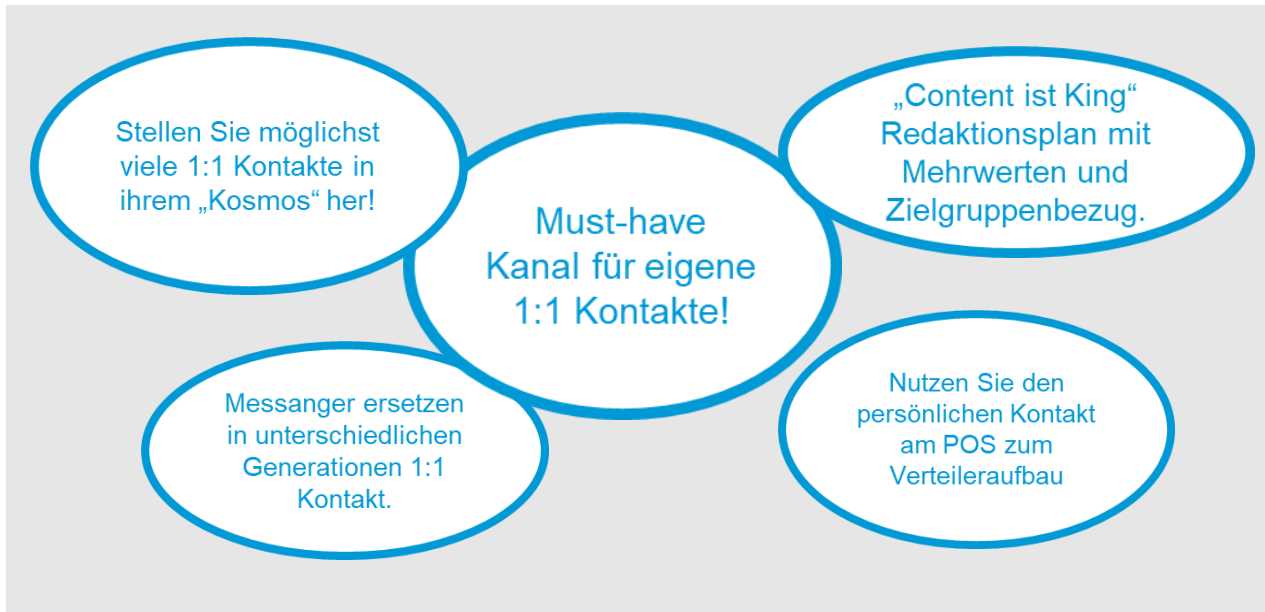 Stellen Sie möglichst
viele 1:1 Kontakte in
ihrem „Kosmos“ her!
Must-have
Kanal für eigene
1:1 Kontakte!
„Content ist King“
Redaktionsplan mit
Mehrwerten und
Zielgruppenbezug.
Messanger ersetzen
in unterschiedlichen
Generationen 1:1
Kontakt.
Nutzen Sie den
persönlichen Kontakt
am POS zum
Verteileraufbau